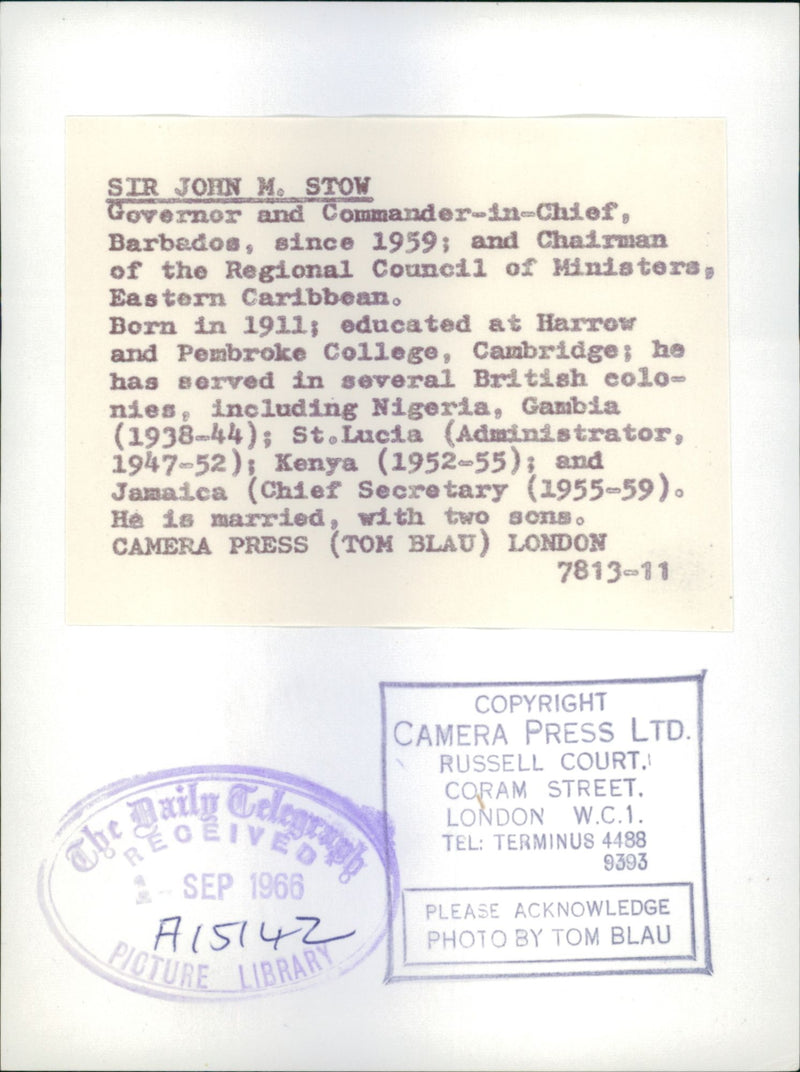 SIR JOHN M. STOW
Governor and Commander-in-Chief,
Barbados, since 1959; and Chairman
of the Regional Council of Ministers,
Eastern Caribbean.
Born in 1911; educated at Harrow
and Pembroke College, Cambridge; he
has served in several British colo-
nies, including Nigeria, Gambia
(1938-44); St.Lucia (Administrator,
1947-52); Kenya (1952-55); and
Jamaica (Chief Secretary (1955-59).
He is married, with two sons.
CAMERA PRESS (TOM BLAU) LONDON
7813-11
COPYRIGHT
CAMERA PRESS LTD.
RUSSELL COURT,
CORAM STREET,
LONDON W.C.1.
TEL: TERMINUS 4488
9393
PLEASE ACKNOWLEDGE
PHOTO BY TOM BLAU
The Daily Telegraph
RECEIVED
SEP 1966
A15142
PICTURE LIBRARY